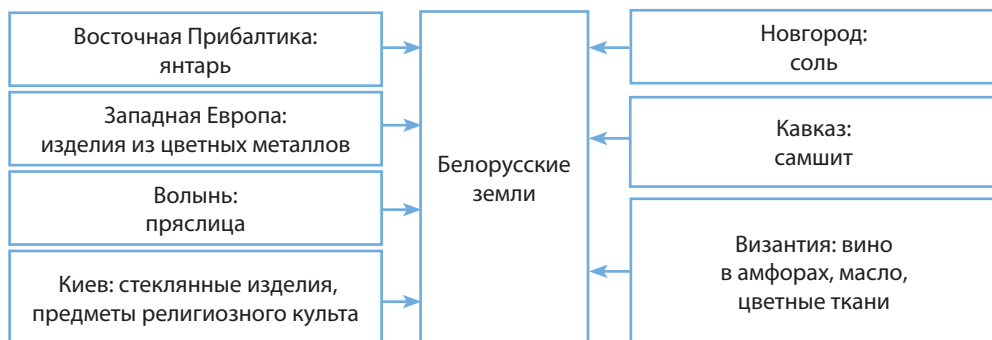 Восточная Прибалтика:
янтарь
Западная Европа:
изделия из цветных металлов
Волынь:
пряслица
Киев: стеклянные изделия,
предметы религиозного культа
Белорусские
земли
Новгород:
соль
Кавказ:
самшит
Византия: вино
в амфорах, масло,
цветные ткани